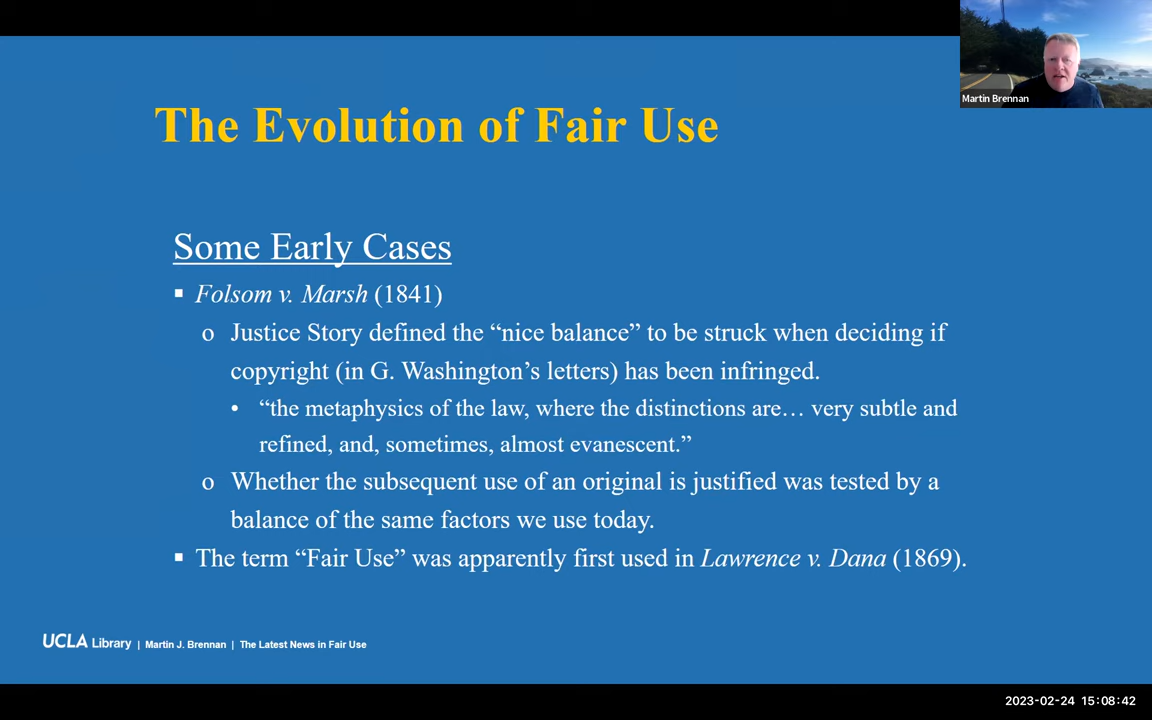 Martin Brennan
The Evolution of Fair Use
Some Early Cases
▪ Folsom v. Marsh (1841)
o Justice Story defined the “nice balance” to be struck when deciding if
copyright (in G. Washington’s letters) has been infringed.
• “the metaphysics of the law, where the distinctions are… very subtle and
refined, and, sometimes, almost evanescent.”
o Whether the subsequent use of an original is justified was tested by a
balance of the same factors we use today.
▪ The term “Fair Use” was apparently first used in Lawrence v. Dana (1869).
UCLA Library | Martin J. Brennan | The Latest News in Fair Use
2023-02-24 15:08:42